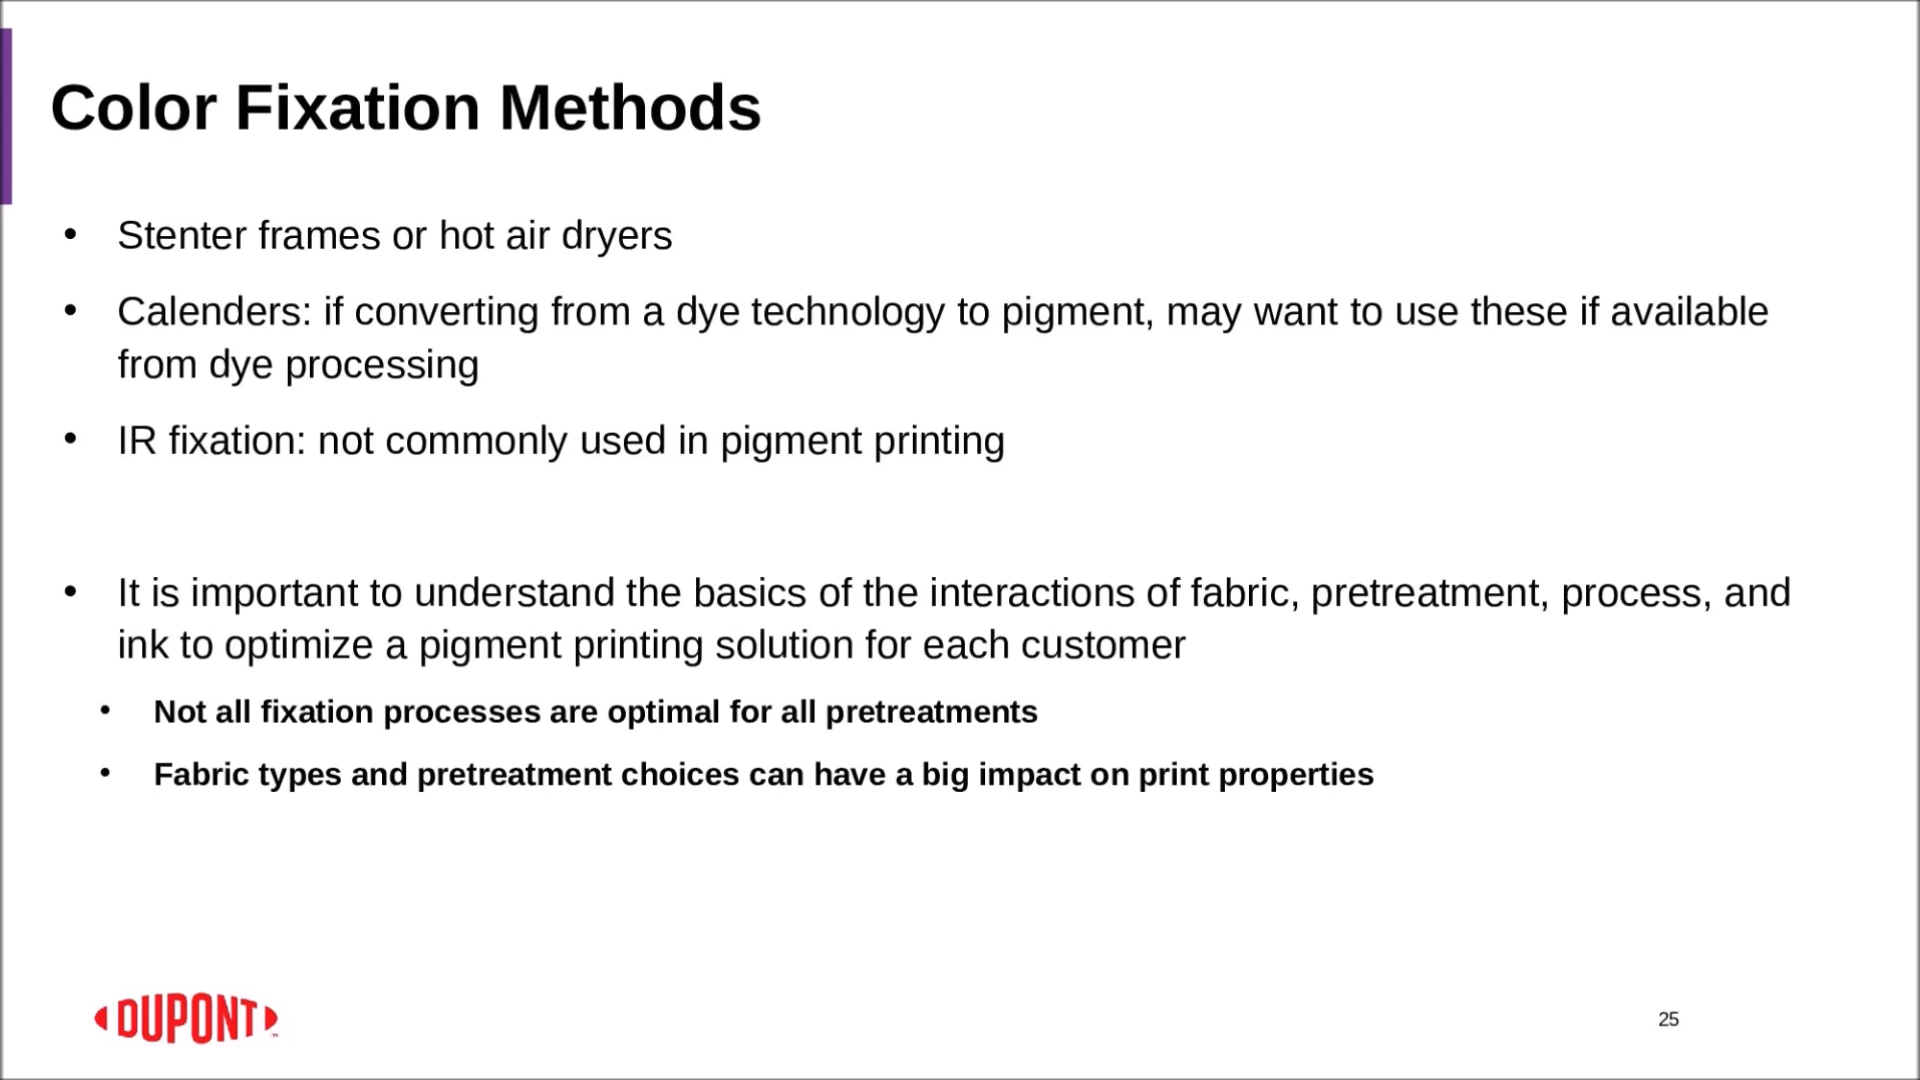 Color Fixation Methods
• Stenter frames or hot air dryers
• Calenders: if converting from a dye technology to pigment, may want to use these if available
from dye processing
• IR fixation: not commonly used in pigment printing
• It is important to understand the basics of the interactions of fabric, pretreatment, process, and
ink to optimize a pigment printing solution for each customer
• Not all fixation processes are optimal for all pretreatments
• Fabric types and pretreatment choices can have a big impact on print properties
DUPONT
25